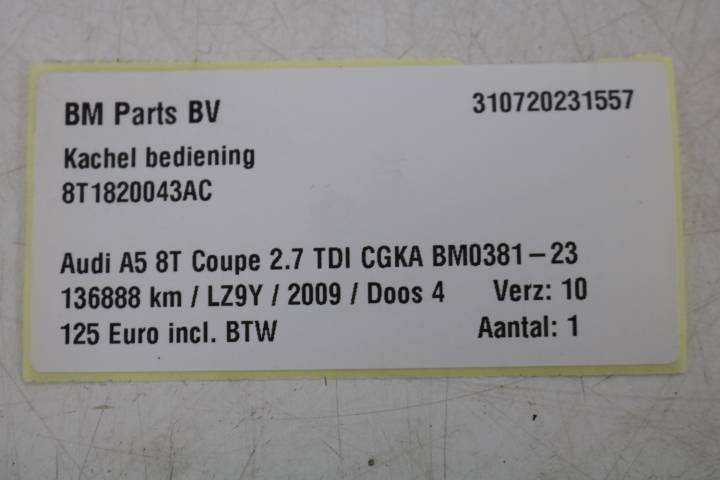 BM Parts BV 310720231557
Kachel bediening
8T1820043AC
Audi A5 8T Coupe 2.7 TDI CGKA BM0381-23
136888 km / LZ9Y / 2009 / Doos 4 Verz: 10
125 Euro incl. BTW Aantal: 1